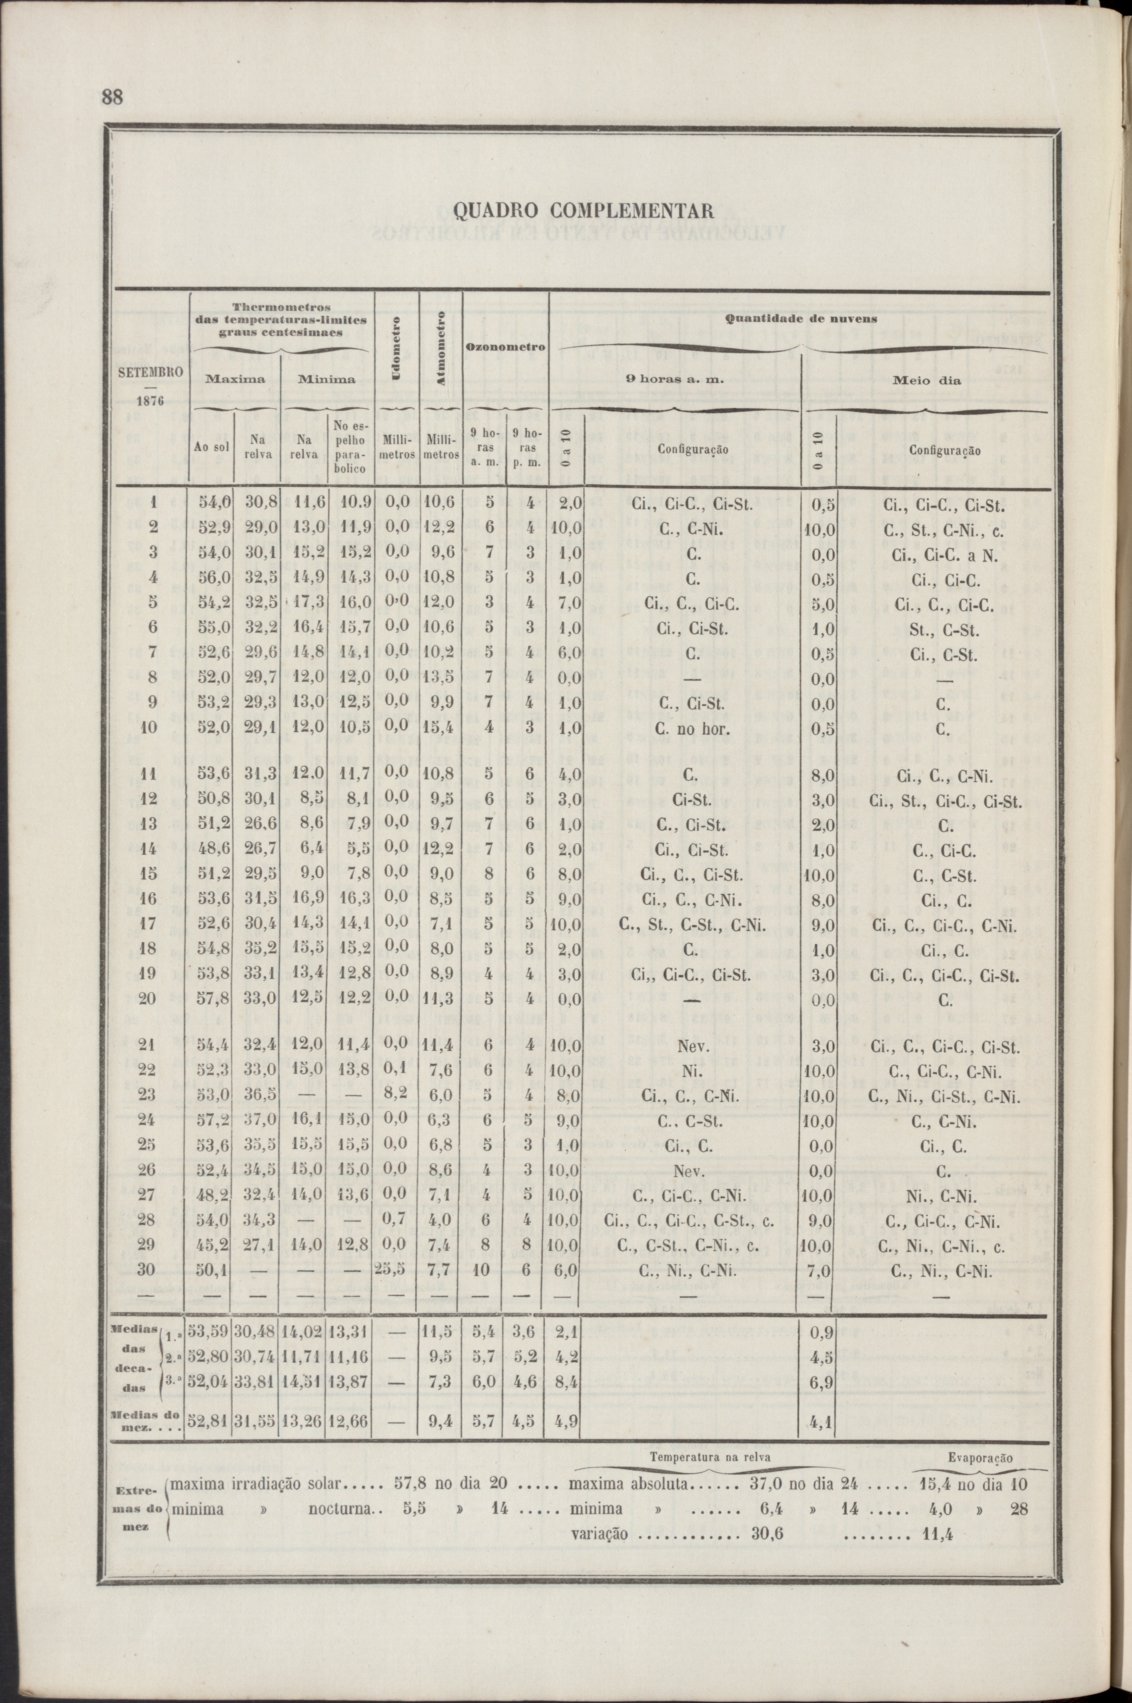 88
QUADRO COMPLEMENTAR
SETEMBRO
—
1876
Thermometros
das temperaturas-limites
graus centesimaes
Udometro
Atmometro
Ozonometro
Quantidade de nuvens
Maxima
Minima
9 horas a. m.
Meio dia
Ao sol
Na relva
Na relva
No espelho parabolico
Milli-metros
Milli-metros
9 ho-ras a. m.
9 ho-ras p. m.
0 a 10
Configuração
0 a 10
Configuração
1 54,0 30,8 11,6 10.9 0,0 10,6 5 4 2,0 Ci., Ci-C., Ci-St. 0,5 Ci., Ci-C., Ci-St.
2 52,9 29,0 13,0 11,9 0,0 12,2 6 4 10,0 C., C-Ni. 10,0 C., St., C-Ni., c.
3 54,0 30,1 15,2 15,2 0,0 9,6 7 3 1,0 C. 0,0 Ci., Ci-C. a N.
4 56,0 32,5 14,9 14,3 0,0 10,8 5 3 1,0 C. 0,5 Ci., Ci-C.
5 54,2 32,5 17,3 16,0 0,0 12,0 3 4 7,0 Ci., C., Ci-C. 5,0 Ci., C., Ci-C.
6 55,0 32,2 16,4 15,7 0,0 10,6 5 3 1,0 Ci., Ci-St. 1,0 St., C-St.
7 52,6 29,6 14,8 14,1 0,0 10,2 5 4 6,0 C. 0,5 Ci., C-St.
8 52,0 29,7 12,0 12,0 0,0 13,5 7 4 0,0 — 0,0 —
9 53,2 29,3 13,0 12,5 0,0 9,9 7 4 1,0 C., Ci-St. 0,0 C.
10 52,0 29,1 12,0 10,5 0,0 15,4 4 3 1,0 C. no hor. 0,5 C.
11 53,6 31,3 12.0 11,7 0,0 10,8 5 6 4,0 C. 8,0 Ci., C., C-Ni.
12 50,8 30,1 8,5 8,1 0,0 9,5 6 5 3,0 Ci-St. 3,0 Ci., St., Ci-C., Ci-St.
13 51,2 26.6 8,6 7,9 0,0 9,7 7 6 1,0 C., Ci-St. 2,0 C.
14 48,6 26,7 6,4 5,5 0,0 12,2 7 6 2,0 Ci., Ci-St. 1,0 C., Ci-C.
15 51,2 29,5 9,0 7,8 0,0 9,0 8 6 8,0 Ci., C., Ci-St. 10,0 C., C-St.
16 53,6 31,5 16,9 16,3 0,0 8,5 5 5 9,0 Ci., C., C-Ni. 8,0 Ci., C.
17 52,6 30,4 14,3 14,1 0,0 7,1 5 5 10,0 C., St., C-St., C-Ni. 9,0 Ci., C., Ci-C., C-Ni.
18 54,8 35,2 15,5 15,2 0,0 8,0 5 5 2,0 C. 1,0 Ci., C.
19 53,8 33,1 13,4 12,8 0,0 8,9 4 4 3,0 Ci,, Ci-C., Ci-St. 3,0 Ci., C., Ci-C., Ci-St.
20 57,8 33,0 12,5 12,2 0,0 11,3 5 4 0,0 — 0,0 C.
21 54,4 32,4 12,0 11,4 0,0 11,4 6 4 10,0 Nev. 3,0 Ci., C., Ci-C., Ci-St.
22 52,3 33,0 15,0 13,8 0,1 7,6 6 4 10,0 Ni. 10,0 C., Ci-C., C-Ni.
23 53,0 36,5 — — 8,2 6,0 5 4 8,0 Ci., C., C-Ni. 10,0 C., Ni., Ci-St., C-Ni.
24 57,2 37,0 16,1 15,0 0,0 6,3 6 5 9,0 C.. C-St. 10,0 C., C-Ni.
25 53,6 35,5 15,5 15,5 0,0 6,8 5 3 1,0 Ci., C. 0,0 Ci., C.
26 52,4 34,5 15,0 15,0 0,0 8,6 4 3 10,0 Nev. 0,0 C.
27 48,2 32,4 14,0 13,6 0,0 7,1 4 5 10,0 C., Ci-C., C-Ni. 10,0 Ni., C-Ni.
28 54,0 34,3 — — 0,7 4,0 6 4 10,0 Ci., C., Ci-C., C-St., c. 9,0 C., Ci-C., C-Ni.
29 45,2 27,1 14,0 12,8 0,0 7,4 8 8 10,0 C., C-St., C-Ni., c. 10,0 C., Ni., C-Ni., c.
30 50,1 — — — 25,5 7,7 10 6 6,0 C., Ni., C-Ni. 7,0 C., Ni., C-Ni.
— — — — — — — — — — — — —
Medias das decadas
1.ª 53,59 30,48 14,02 13,31 — 11,5 5,4 3,6 2,1 0,9
2.ª 52,80 30,74 11,71 11,16 — 9,5 5,7 5,2 4,2 4,5
3.ª 52,04 33,81 14,51 13,87 — 7,3 6,0 4,6 8,4 6,9
Medias do mez. . . . 52,81 31,55 13,26 12,66 — 9,4 5,7 4,5 4,9 4,1
Temperatura na relva Evaporação
Extremas do mez
maxima irradiação solar..... 57,8 no dia 20 ..... maxima absoluta...... 37,0 no dia 24 ..... 15,4 no dia 10
minima » nocturna.. 5,5 » 14 ..... minima » ...... 6,4 » 14 ..... 4,0 » 28
variação ............ 30,6 ........ 11,4